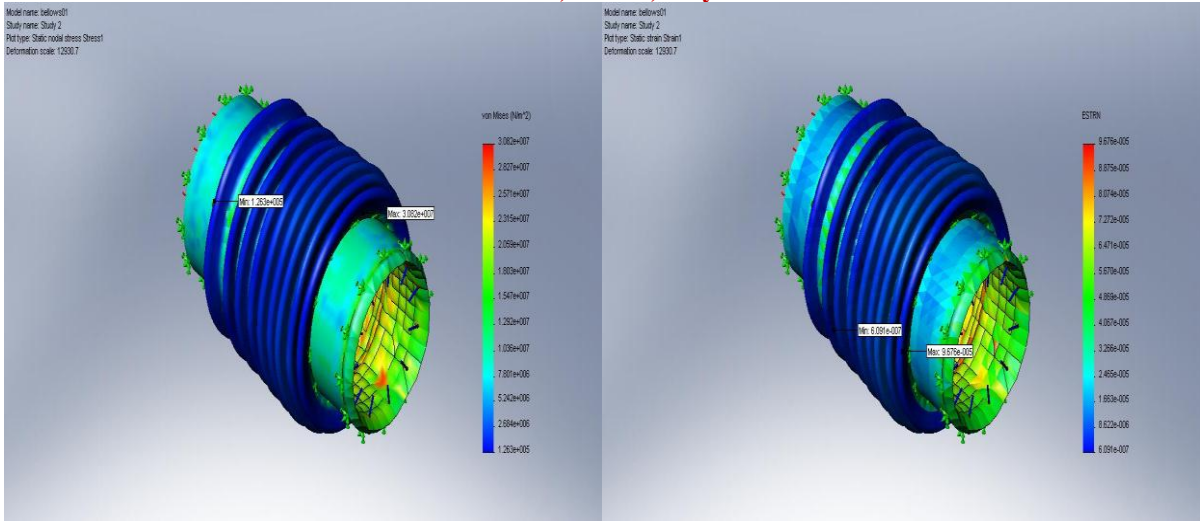 Model name: bellows01
Study name: Study 2
Plot type: Static nodal stress Stress1
Deformation scale: 12930.7
von Mises (N/m^2)
3.082e+007
2.827e+007
2.571e+007
2.315e+007
2.059e+007
1.803e+007
1.547e+007
1.292e+007
1.036e+007
7.801e+006
5.242e+006
2.684e+006
1.263e+005
Min: 1.263e+005
Max: 3.082e+007
Model name: bellows01
Study name: Study 2
Plot type: Static strain Strain1
Deformation scale: 12930.7
ESTRN
9.676e-005
8.875e-005
8.074e-005
7.272e-005
6.471e-005
5.670e-005
4.869e-005
4.067e-005
3.266e-005
2.465e-005
1.663e-005
8.622e-006
6.091e-007
Min: 6.091e-007
Max: 9.676e-005